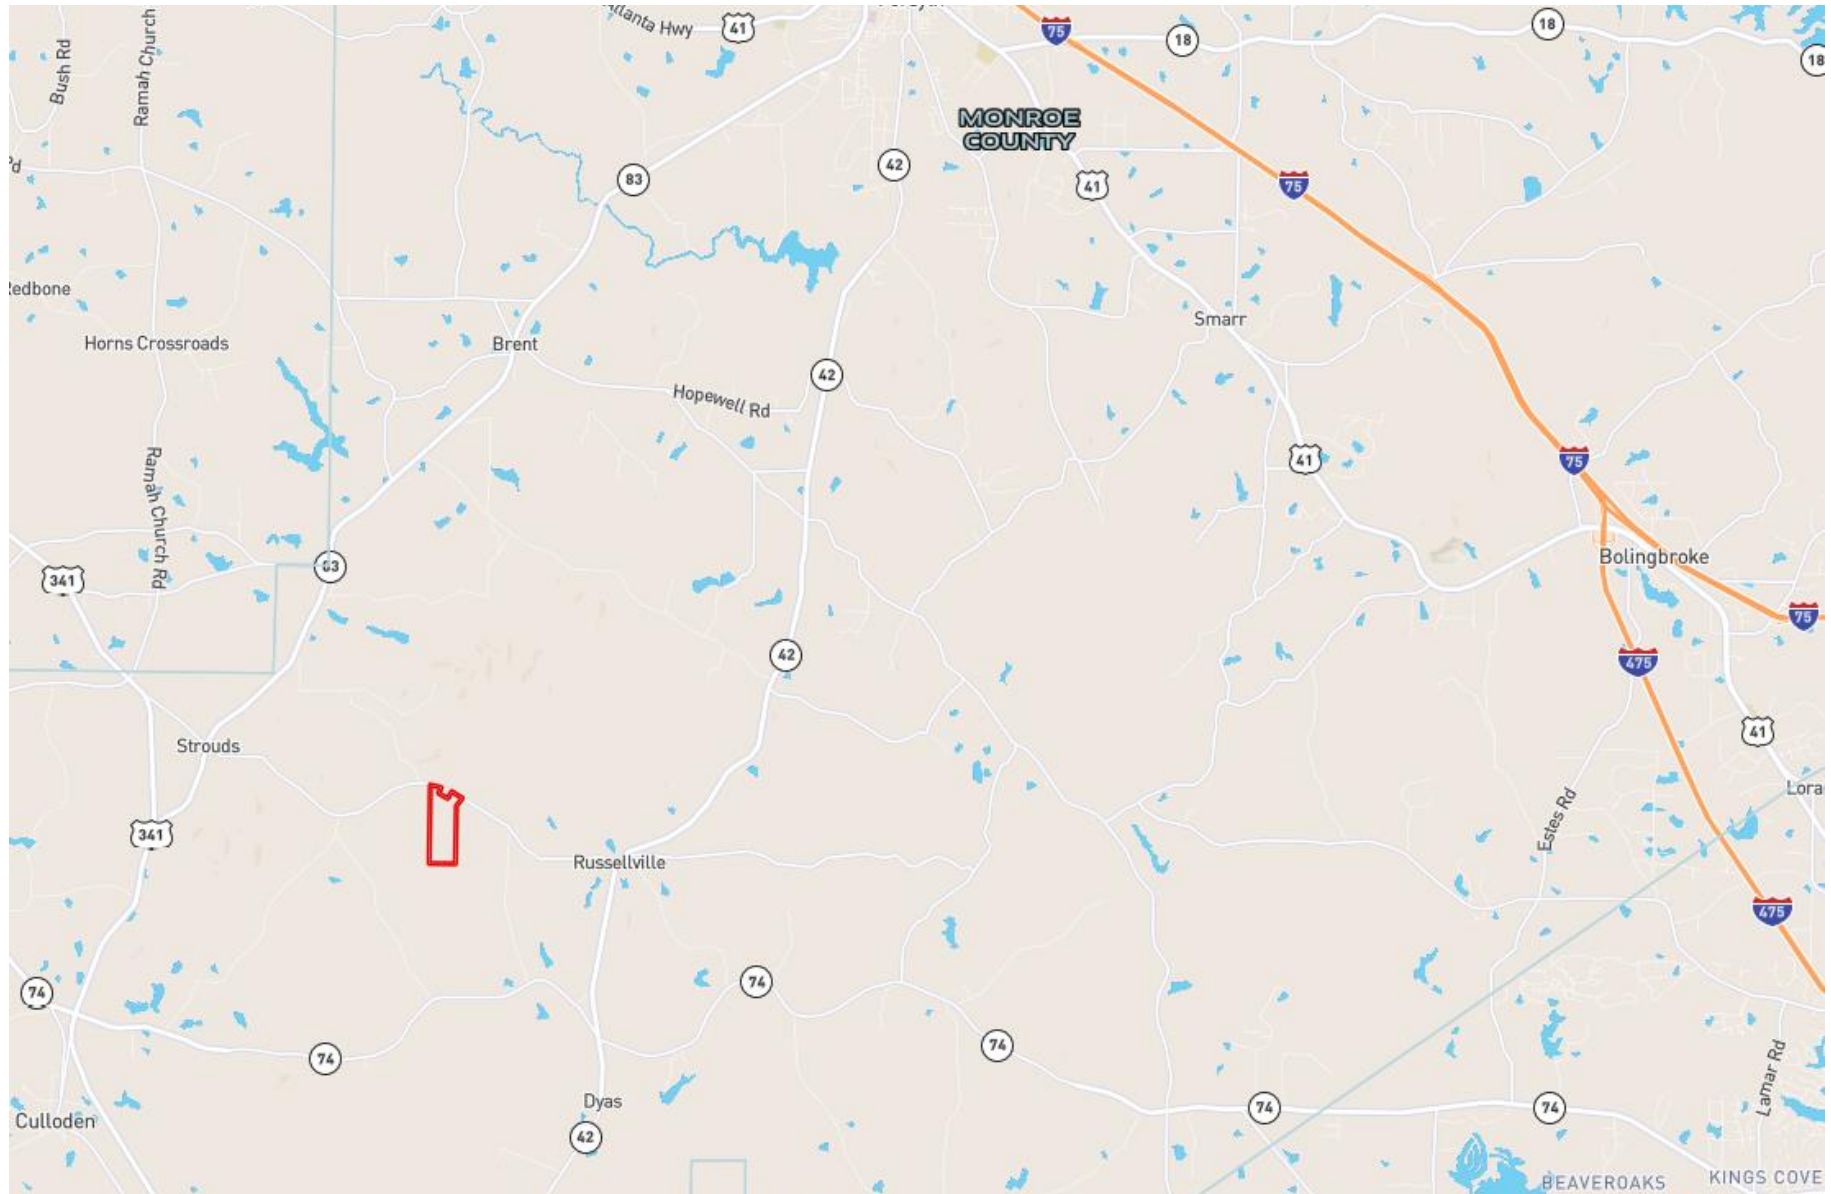 Atlanta Hwy
41
75
18
18
18
Bush Rd
Ramah Church
MONROE
COUNTY
42
83
41
75
Redbone
Horns Crossroads
Brent
Smarr
42
Hopewell Rd
Ramah Church Rd
41
75
341
83
Bolingbroke
75
42
475
Strouds
41
Estes Rd
Lora
341
Russellville
475
74
74
74
74
Lamar Rd
Culloden
Dyas
74
74
42
BEAVEROAKS
KINGS COVE